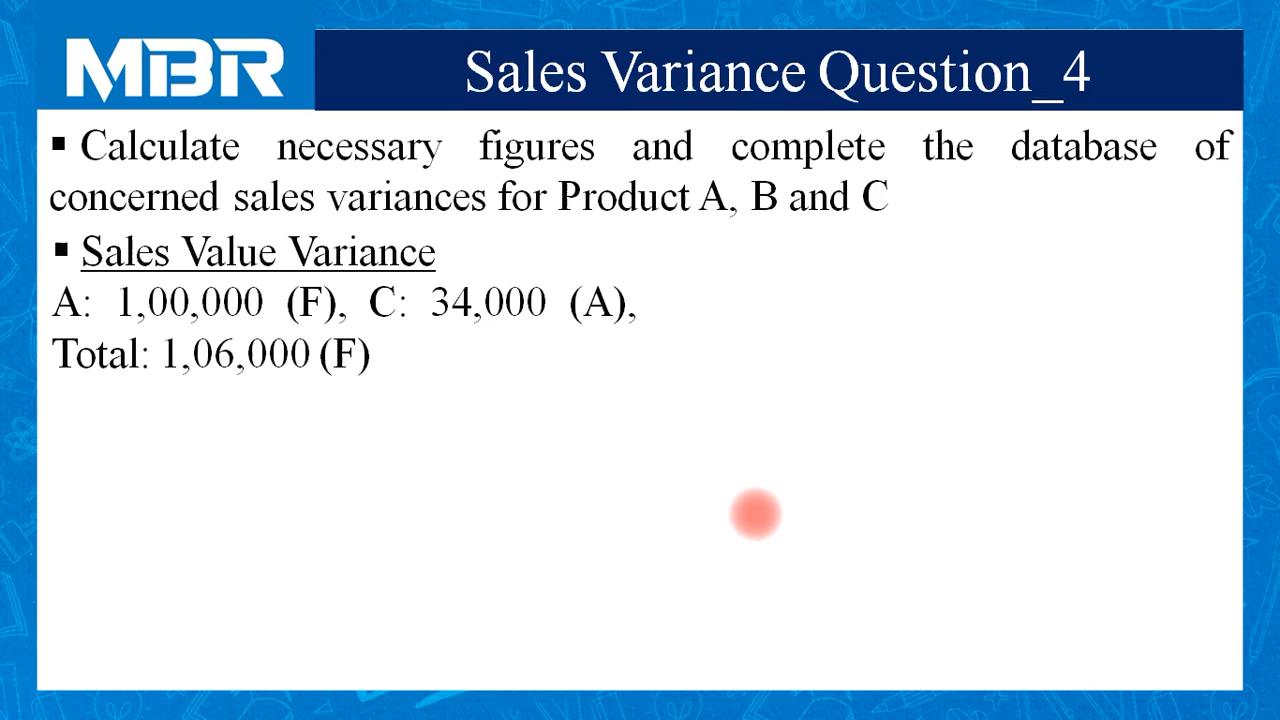 MBR
Sales Variance Question_4
▪ Calculate necessary figures and complete the database of
concerned sales variances for Product A, B and C
▪ Sales Value Variance
A: 1,00,000 (F), C: 34,000 (A),
Total: 1,06,000 (F)